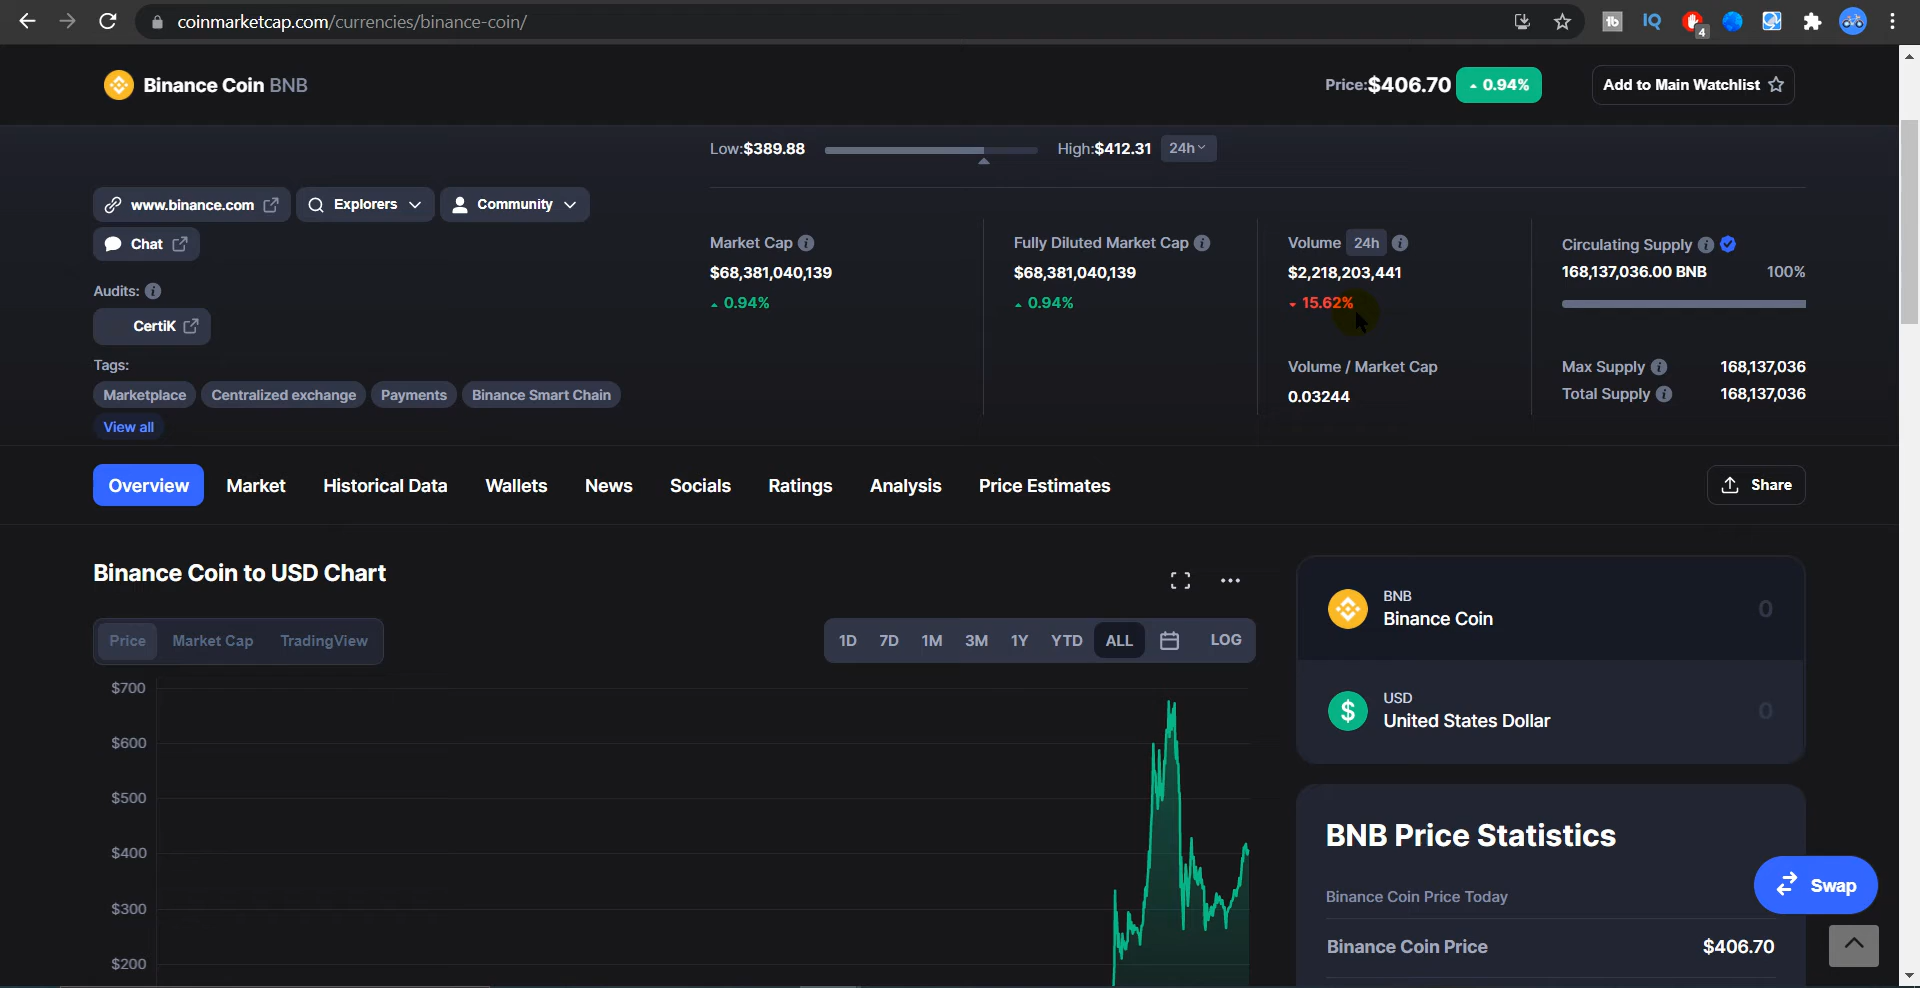 coinmarketcap.com/currencies/binance-coin/
4
Binance Coin BNB
Price:$406.70 0.94%
Add to Main Watchlist
Low:$389.88 High:$412.31 24h
www.binance.com Explorers Community
Chat
Audits:
CertiK
Tags:
Marketplace Centralized exchange Payments Binance Smart Chain
View all
Market Cap
$68,381,040,139
0.94%
Fully Diluted Market Cap
$68,381,040,139
0.94%
Volume 24h
$2,218,203,441
15.62%
Volume / Market Cap
0.03244
Circulating Supply
168,137,036.00 BNB 100%
Max Supply 168,137,036
Total Supply 168,137,036
Overview Market Historical Data Wallets News Socials Ratings Analysis Price Estimates Share
Binance Coin to USD Chart
Price Market Cap TradingView
1D 7D 1M 3M 1Y YTD ALL LOG
$700
$600
$500
$400
$300
$200
BNB
Binance Coin 0
USD
United States Dollar 0
$
BNB Price Statistics
Binance Coin Price Today
Binance Coin Price $406.70
Swap
tb
IQ